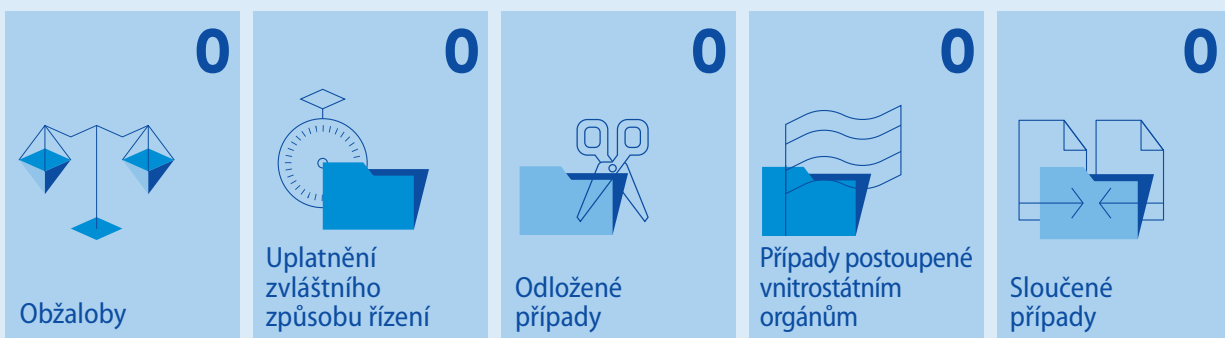 0
Obžaloby
0
Uplatnění
zvláštního
způsobu řízení
0
Odložené
případy
0
Případy postoupené
vnitrostátním
orgánům
0
Sloučené
případy